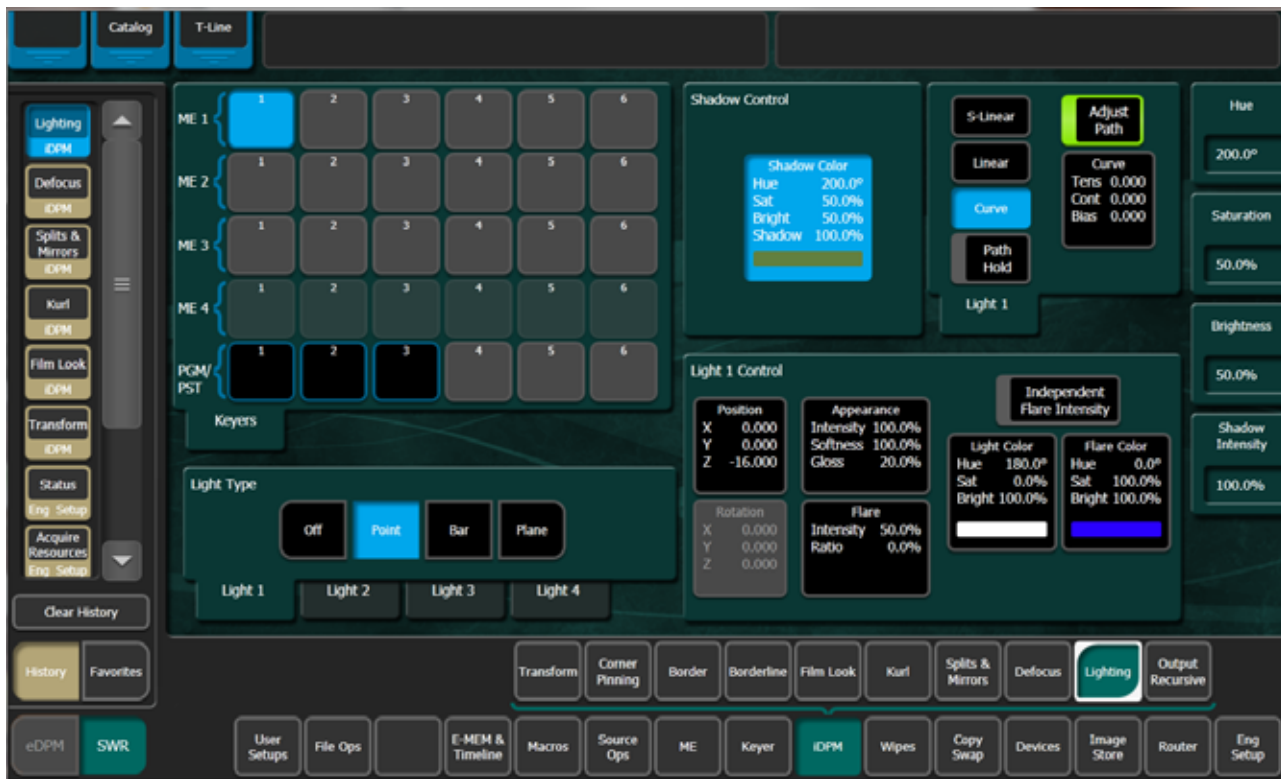 Catalog
T-Line
Lighting
iDPM
Defocus
iDPM
Splits &
Mirrors
iDPM
Kurl
iDPM
Film Look
iDPM
Transform
iDPM
Status
Eng Setup
Acquire
Resources
Eng Setup
Clear History
History
Favorites
eDPM
SWR
ME 1
1 2 3 4 5 6
ME 2
1 2 3 4 5 6
ME 3
1 2 3 4 5 6
ME 4
1 2 3 4 5 6
PGM/
PST
1 2 3 4 5 6
Keyers
Light Type
Off
Point
Bar
Plane
Light 1
Light 2
Light 3
Light 4
Shadow Control
Shadow Color
Hue 200.0º
Sat 50.0%
Bright 50.0%
Shadow 100.0%
S-Linear
Linear
Curve
Path
Hold
Adjust
Path
Curve
Tens 0.000
Cont 0.000
Bias 0.000
Light 1
Light 1 Control
Position
X 0.000
Y 0.000
Z -16.000
Appearance
Intensity 100.0%
Softness 100.0%
Gloss 20.0%
Rotation
X 0.000
Y 0.000
Z 0.000
Flare
Intensity 50.0%
Ratio 0.0%
Independent
Flare Intensity
Light Color
Hue 180.0º
Sat 0.0%
Bright 100.0%
Flare Color
Hue 0.0º
Sat 100.0%
Bright 100.0%
Hue
200.0º
Saturation
50.0%
Brightness
50.0%
Shadow
Intensity
100.0%
Transform
Corner
Pinning
Border
Borderline
Film Look
Kurl
Splits &
Mirrors
Defocus
Lighting
Output
Recursive
User
Setups
File Ops
E-MEM &
Timeline
Macros
Source
Ops
ME
Keyer
iDPM
Wipes
Copy
Swap
Devices
Image
Store
Router
Eng
Setup